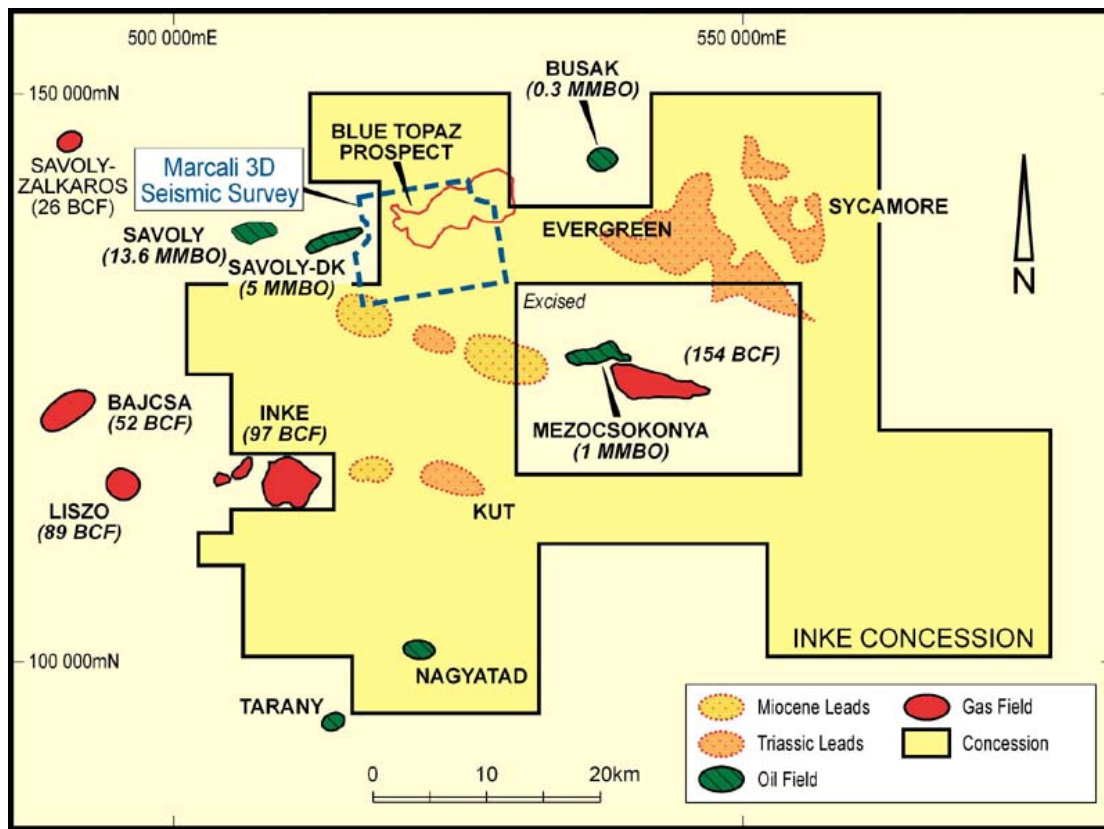 500 000mE
550 000mE
150 000mN
BUSAK
(0.3 MMBO)
BLUE TOPAZ
PROSPECT
Marcali 3D
Seismic Survey
SAVOLY-
ZALKAROS
(26 BCF)
SYCAMORE
EVERGREEN
SAVOLY
(13.6 MMBO)
SAVOLY-DK
(5 MMBO)
N
Excised
(154 BCF)
BAJCSA
(52 BCF)
INKE
(97 BCF)
MEZOCSOKONYA
(1 MMBO)
LISZO
(89 BCF)
KUT
INKE CONCESSION
100 000mN
NAGYATAD
TARANY
Miocene Leads
Gas Field
Triassic Leads
Concession
Oil Field
0 10 20km